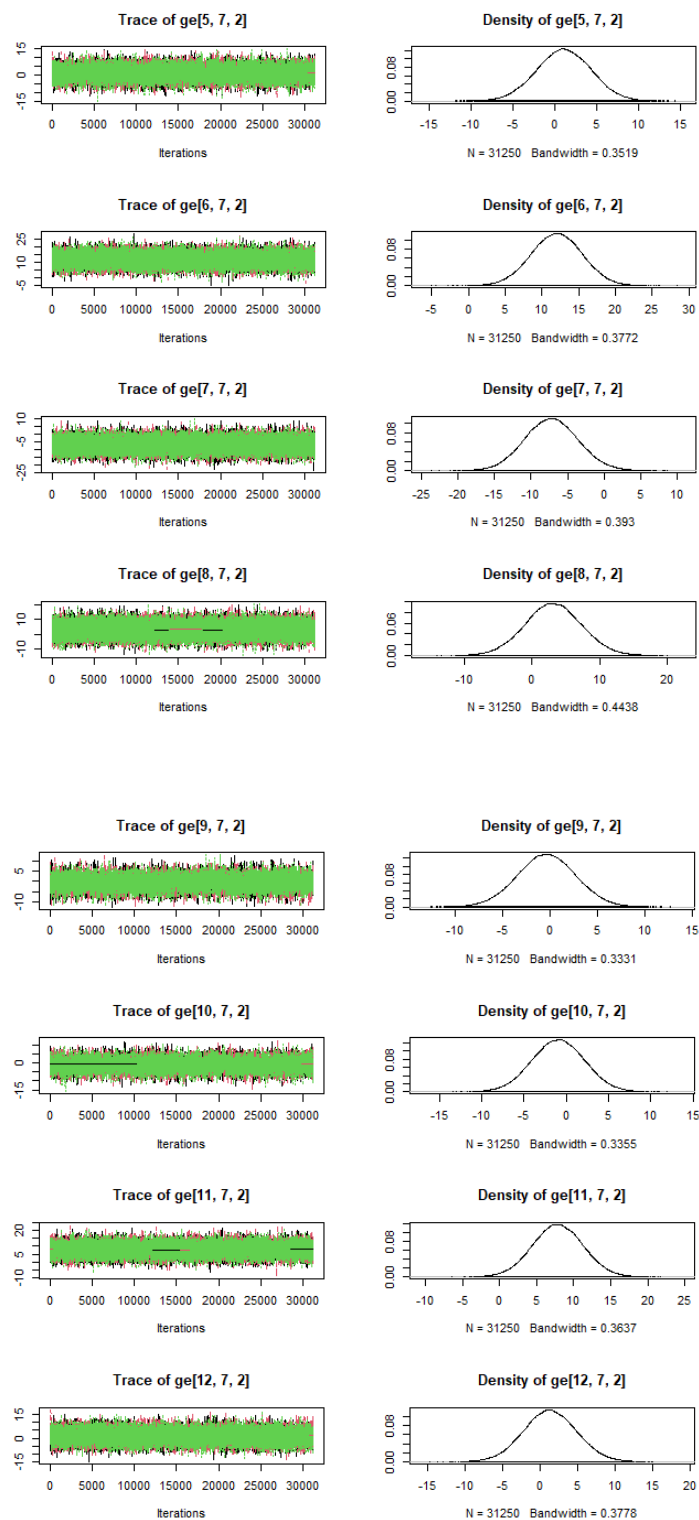 Trace of ge[5, 7, 2] Density of ge[5, 7, 2]
15
0
-15
0 5000 10000 15000 20000 25000 30000
Iterations
0.08
0.00
-15 -10 -5 0 5 10 15
N = 31250 Bandwidth = 0.3519
Trace of ge[6, 7, 2] Density of ge[6, 7, 2]
25
10
-5
0 5000 10000 15000 20000 25000 30000
Iterations
0.08
0.00
-5 0 5 10 15 20 25 30
N = 31250 Bandwidth = 0.3772
Trace of ge[7, 7, 2] Density of ge[7, 7, 2]
10
-5
-25
0 5000 10000 15000 20000 25000 30000
Iterations
0.08
0.00
-25 -20 -15 -10 -5 0 5 10
N = 31250 Bandwidth = 0.393
Trace of ge[8, 7, 2] Density of ge[8, 7, 2]
10
-10
0 5000 10000 15000 20000 25000 30000
Iterations
0.06
0.00
-10 0 10 20
N = 31250 Bandwidth = 0.4438
Trace of ge[9, 7, 2] Density of ge[9, 7, 2]
5
-10
0 5000 10000 15000 20000 25000 30000
Iterations
0.08
0.00
-10 -5 0 5 10 15
N = 31250 Bandwidth = 0.3331
Trace of ge[10, 7, 2] Density of ge[10, 7, 2]
0
-15
0 5000 10000 15000 20000 25000 30000
Iterations
0.08
0.00
-15 -10 -5 0 5 10 15
N = 31250 Bandwidth = 0.3355
Trace of ge[11, 7, 2] Density of ge[11, 7, 2]
20
5
-10
0 5000 10000 15000 20000 25000 30000
Iterations
0.08
0.00
-10 -5 0 5 10 15 20 25
N = 31250 Bandwidth = 0.3637
Trace of ge[12, 7, 2] Density of ge[12, 7, 2]
15
0
-15
0 5000 10000 15000 20000 25000 30000
Iterations
0.08
0.00
-15 -10 -5 0 5 10 15 20
N = 31250 Bandwidth = 0.3778